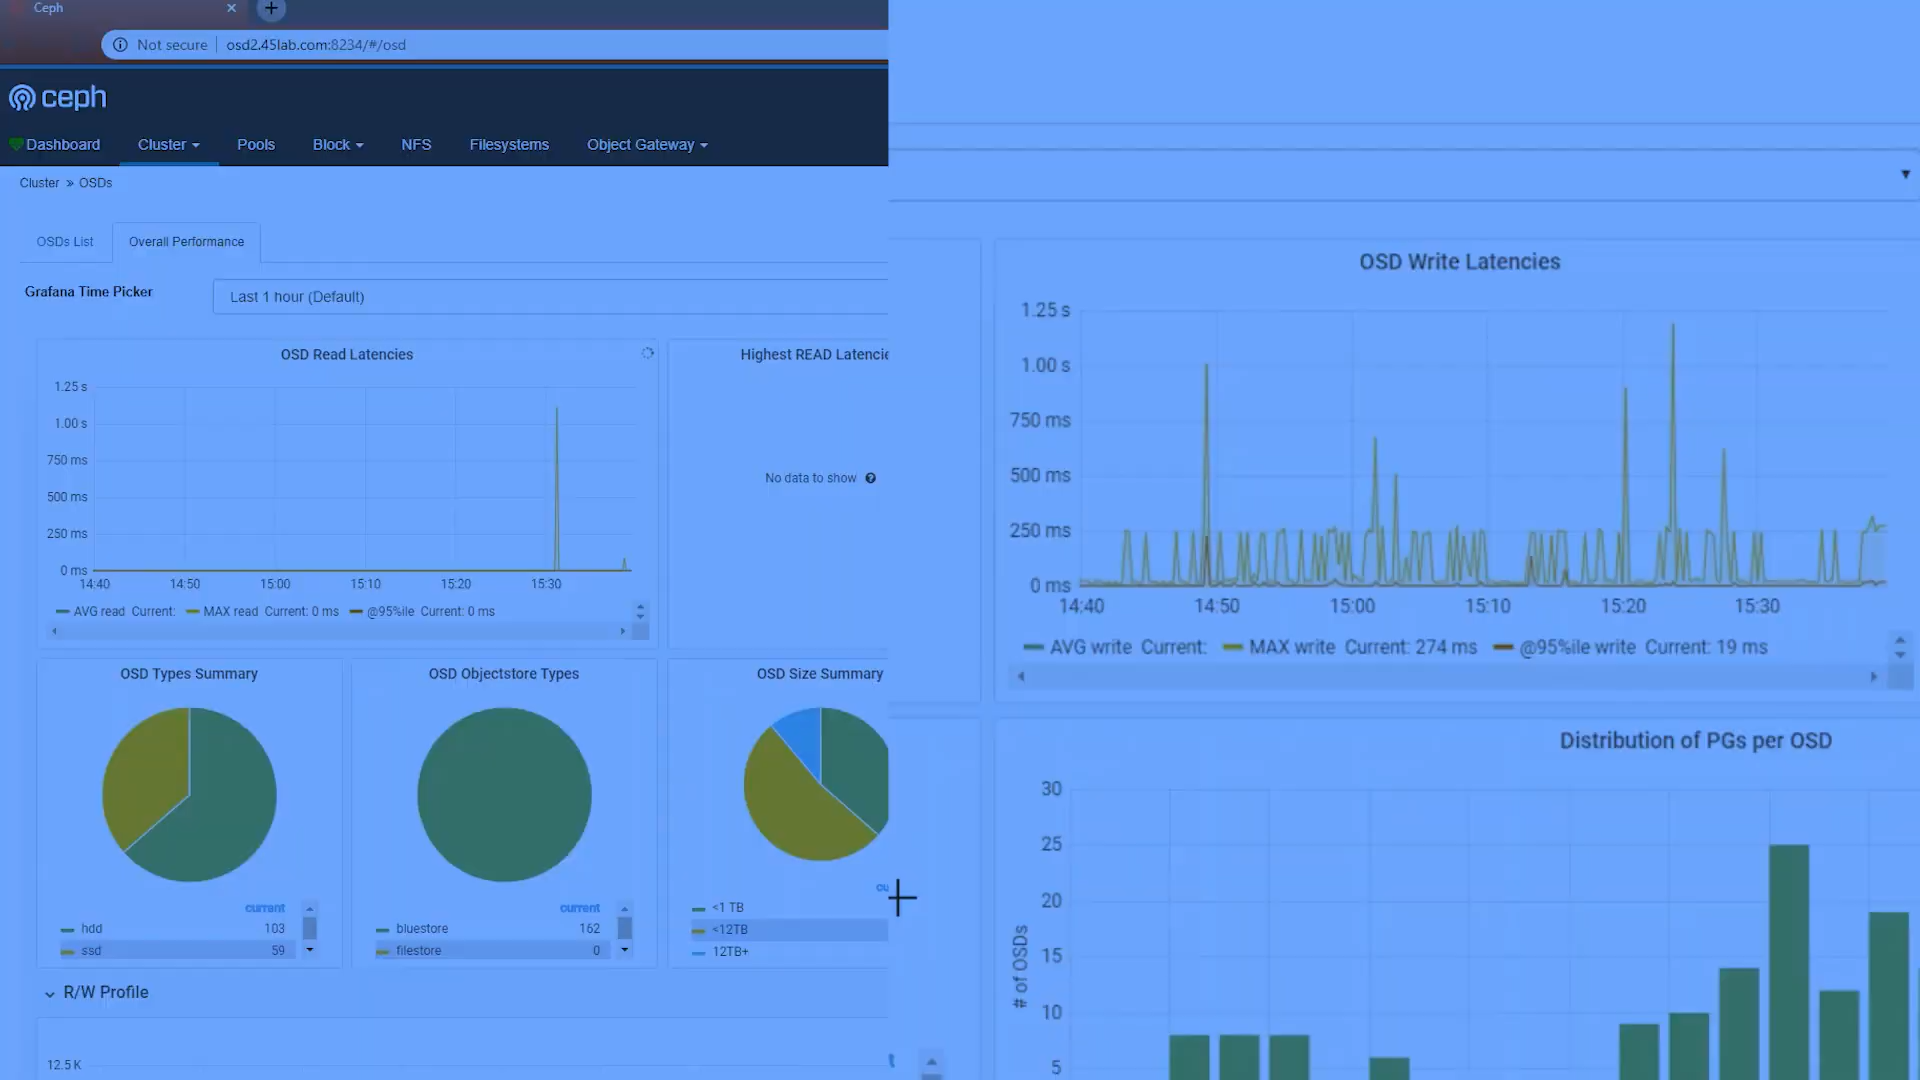 Ceph
Not secure
osd2.45lab.com:8234/#/osd
ceph
Dashboard
Cluster
Pools
Block
NFS
Filesystems
Object Gateway
Cluster » OSDs
OSDs List
Overall Performance
Grafana Time Picker
Last 1 hour (Default)
OSD Read Latencies
1.25 s
1.00 s
750 ms
500 ms
250 ms
0 ms
14:40 14:50 15:00 15:10 15:20 15:30
AVG read Current: MAX read Current: 0 ms @95%ile Current: 0 ms
Highest READ Latencie
No data to show
OSD Write Latencies
1.25 s
1.00 s
750 ms
500 ms
250 ms
0 ms
14:40 14:50 15:00 15:10 15:20 15:30
AVG write Current: MAX write Current: 274 ms @95%ile write Current: 19 ms
OSD Types Summary
current
hdd 103
ssd 59
OSD Objectstore Types
current
bluestore 162
filestore 0
OSD Size Summary
cu
<1 TB
<12TB
12TB+
Distribution of PGs per OSD
# of OSDs
30
25
20
15
10
5
R/W Profile
12.5 K